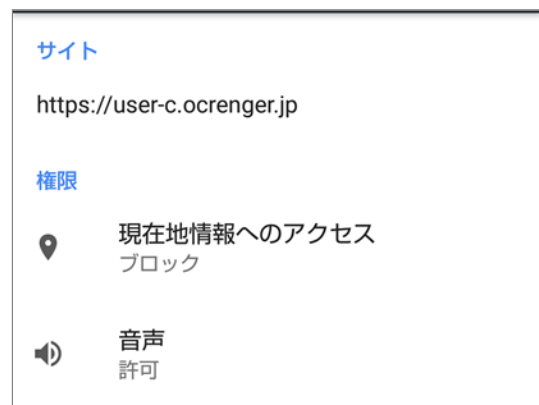 サイト
https://user-c.ocrenger.jp
権限
現在地情報へのアクセス
ブロック
音声
許可